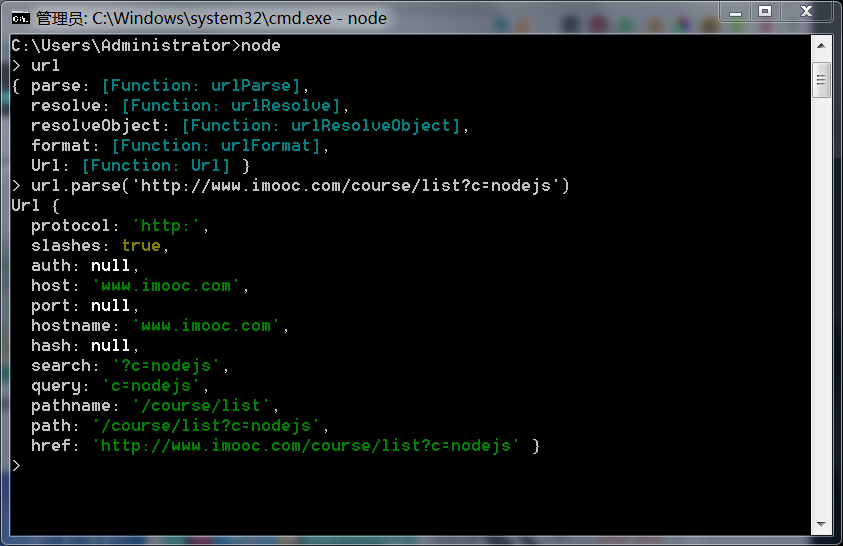 管理员: C:\Windows\system32\cmd.exe - node
C:\Users\Administrator>node
> url
{ parse: [Function: urlParse],
  resolve: [Function: urlResolve],
  resolveObject: [Function: urlResolveObject],
  format: [Function: urlFormat],
  Url: [Function: Url] }
> url.parse('http://www.imooc.com/course/list?c=nodejs')
Url {
  protocol: 'http:',
  slashes: true,
  auth: null,
  host: 'www.imooc.com',
  port: null,
  hostname: 'www.imooc.com',
  hash: null,
  search: '?c=nodejs',
  query: 'c=nodejs',
  pathname: '/course/list',
  path: '/course/list?c=nodejs',
  href: 'http://www.imooc.com/course/list?c=nodejs' }
>